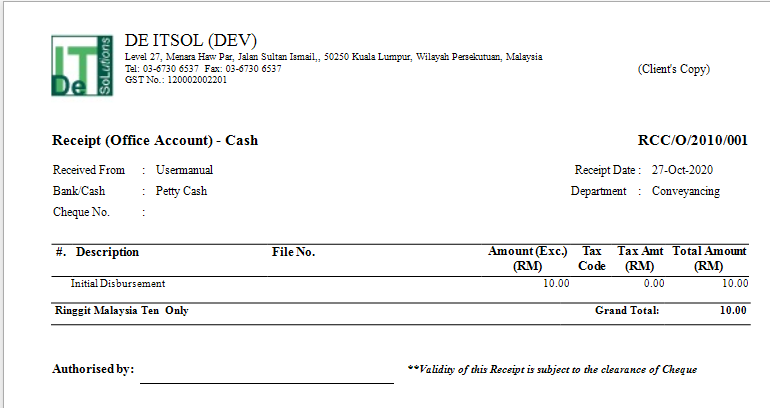 IT
De
SoLutions
DE ITSOL (DEV)
Level 27, Menara Haw Par, Jalan Sultan Ismail,, 50250 Kuala Lumpur, Wilayah Persekutuan, Malaysia
Tel: 03-6730 6537 Fax: 03-6730 6537
GST No.: 120002002201
(Client's Copy)
Receipt (Office Account) - Cash RCC/O/2010/001
Received From : Usermanual Receipt Date : 27-Oct-2020
Bank/Cash : Petty Cash Department : Conveyancing
Cheque No. :
#. Description File No. Amount (Exc.) Tax Tax Amt Total Amount
(RM) Code (RM) (RM)
Initial Disbursement 10.00 0.00 10.00
Ringgit Malaysia Ten Only Grand Total: 10.00
Authorised by: **Validity of this Receipt is subject to the clearance of Cheque